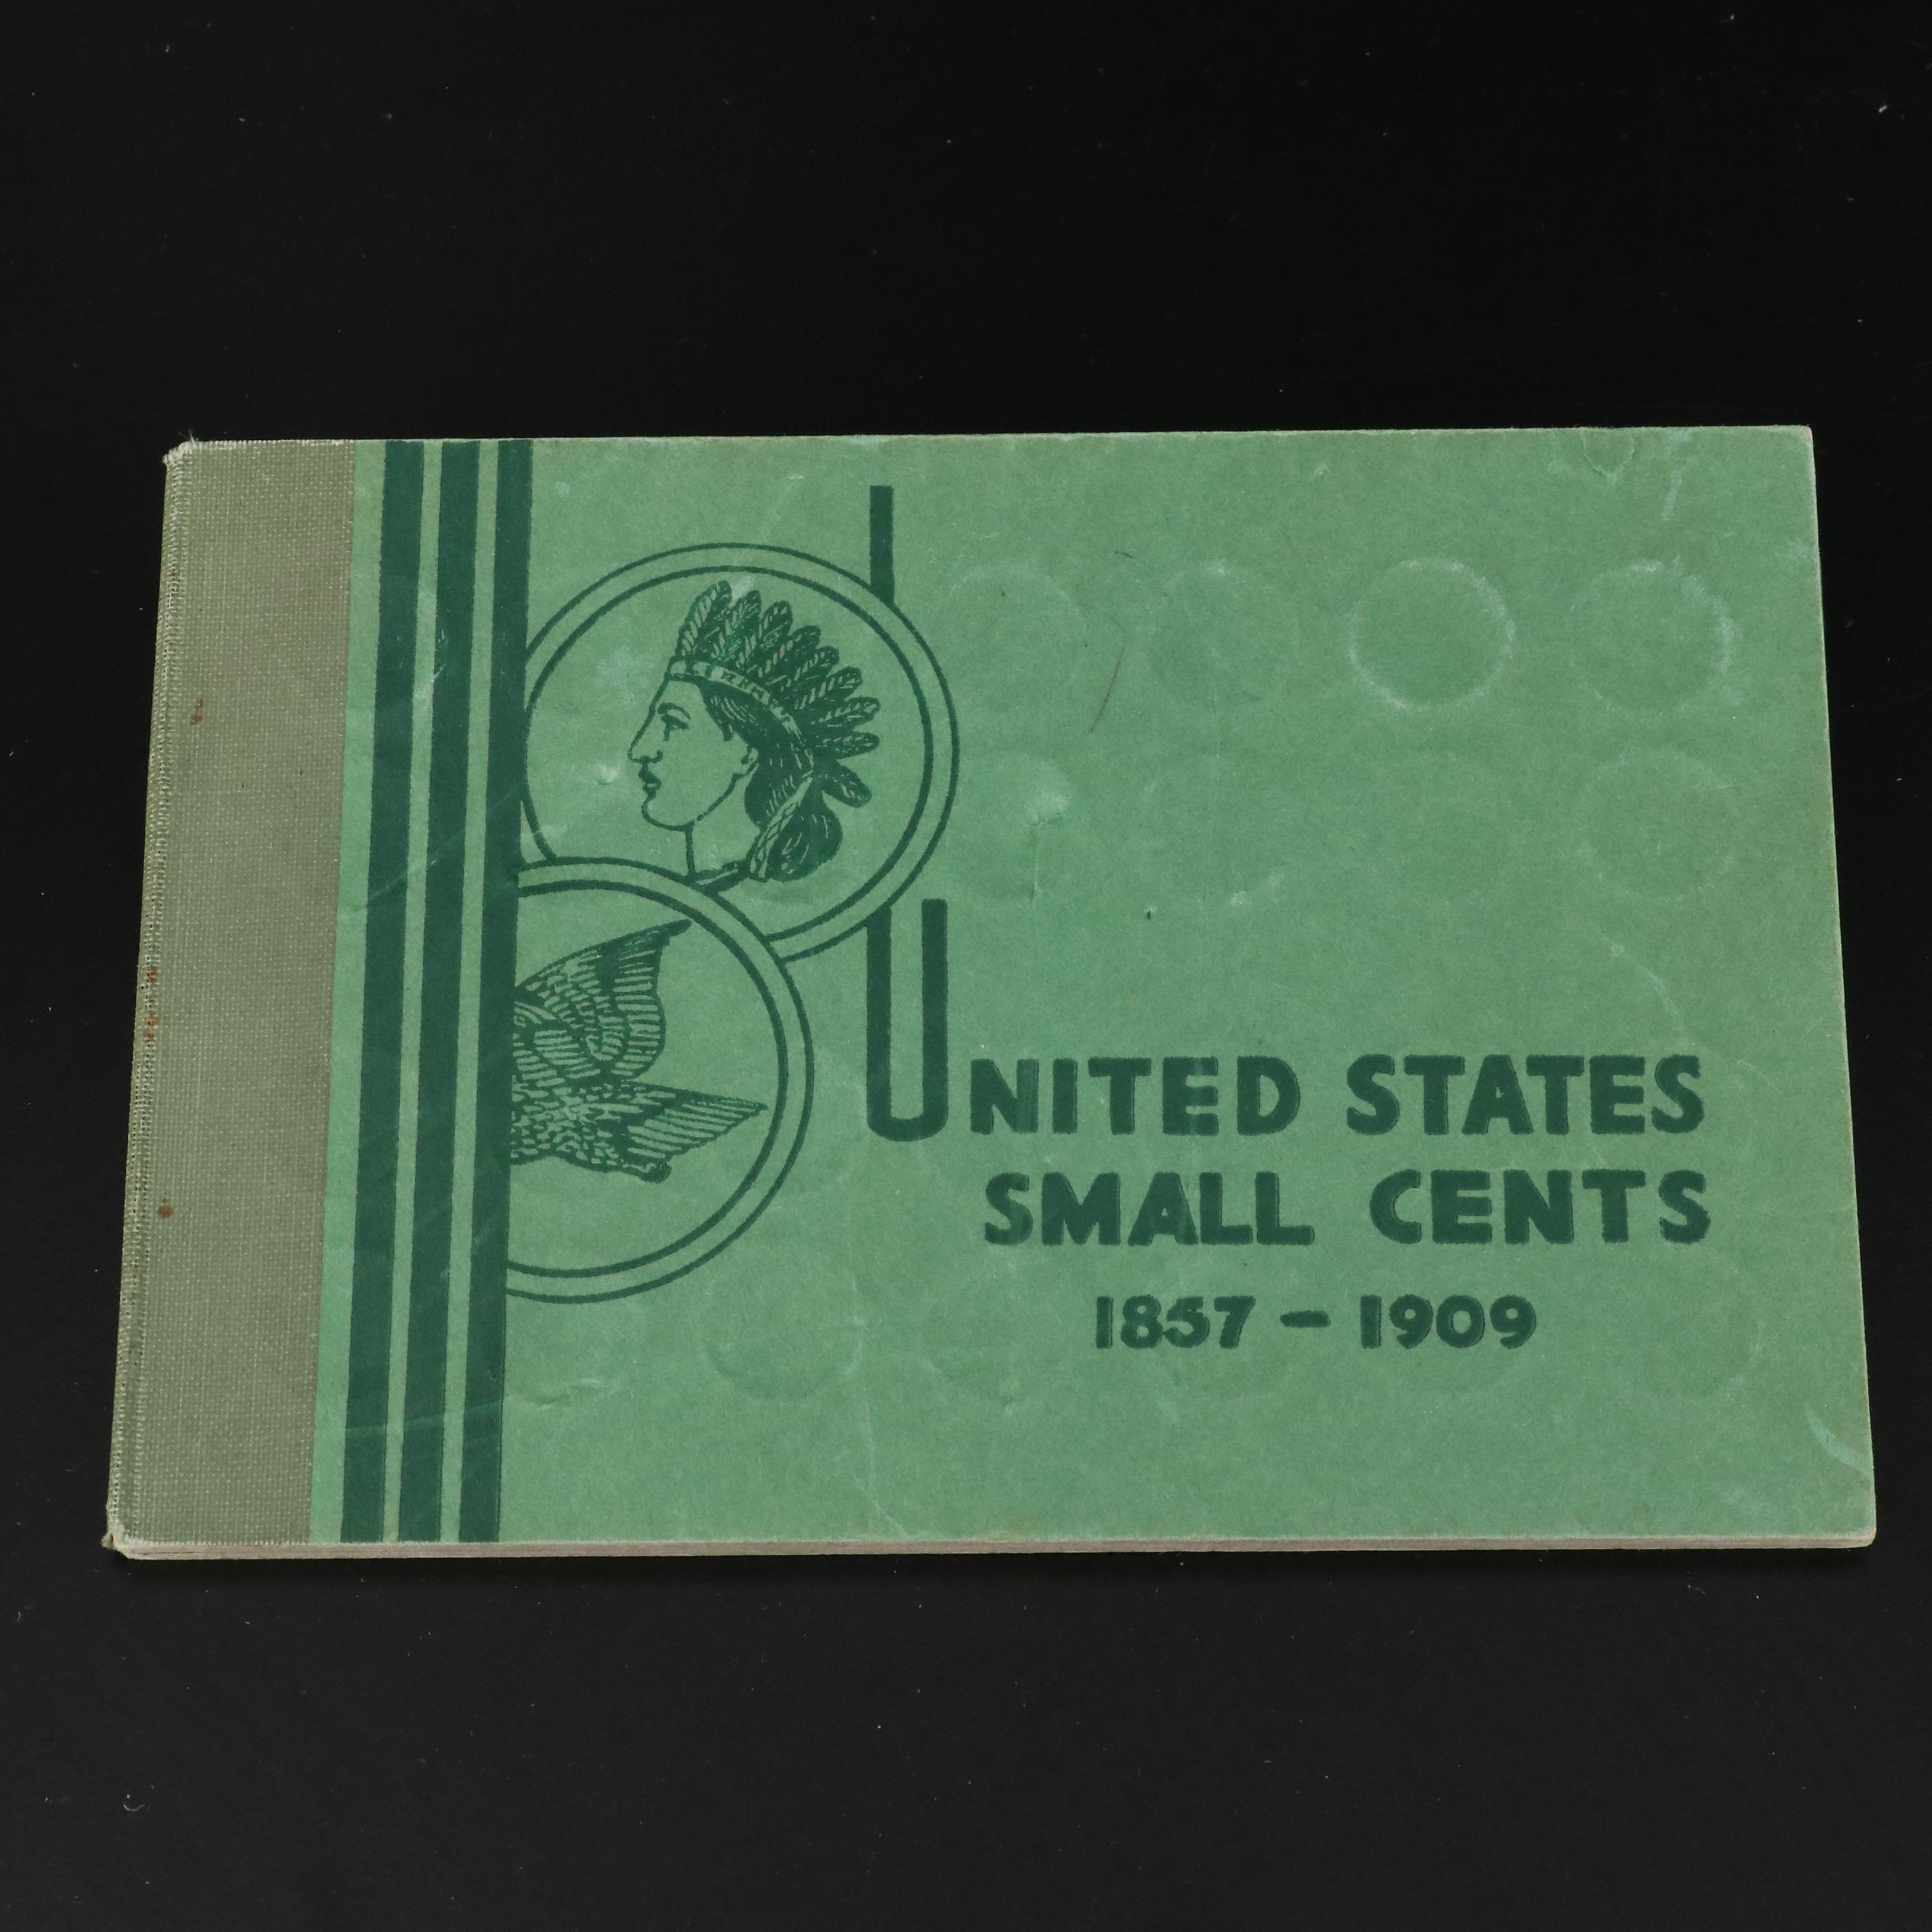 UNITED STATES
SMALL CENTS
1857 - 1909